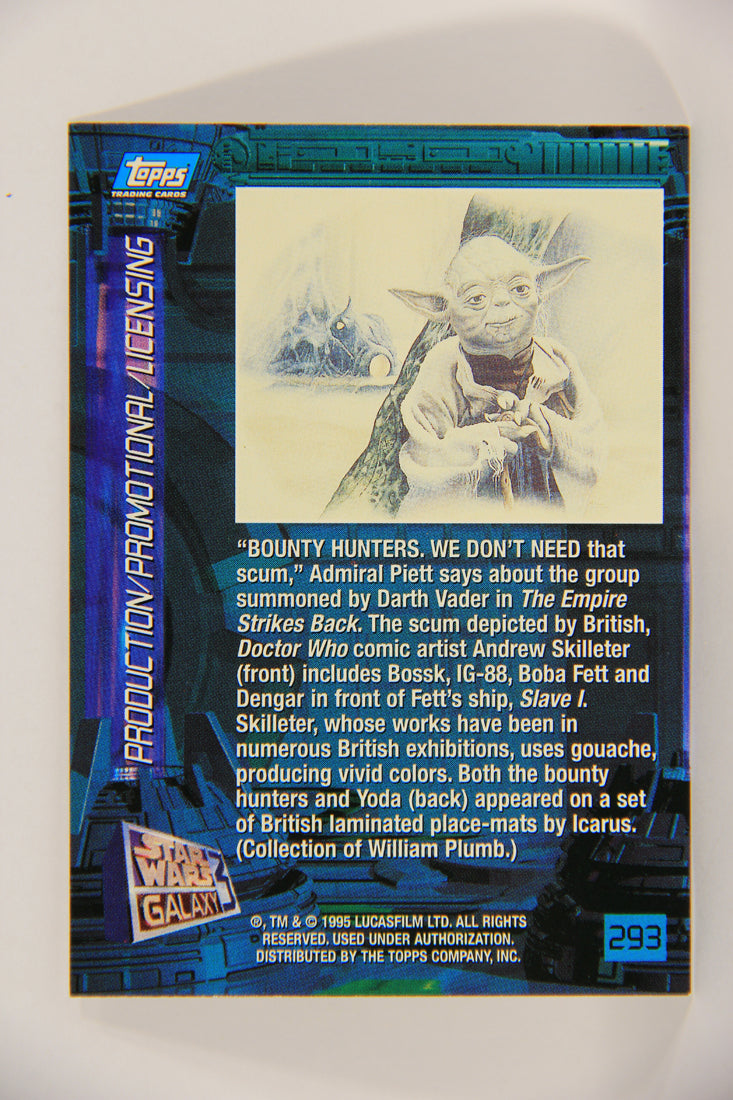 topps
TRADING CARDS
PRODUCTION/PROMOTIONAL/LICENSING
“BOUNTY HUNTERS. WE DON’T NEED that
scum,” Admiral Piett says about the group
summoned by Darth Vader in The Empire
Strikes Back. The scum depicted by British,
Doctor Who comic artist Andrew Skilleter
(front) includes Bossk, IG-88, Boba Fett and
Dengar in front of Fett’s ship, Slave I.
Skilleter, whose works have been in
numerous British exhibitions, uses gouache,
producing vivid colors. Both the bounty
hunters and Yoda (back) appeared on a set
of British laminated place-mats by Icarus.
(Collection of William Plumb.)
STAR
WARS
GALAXY
3
®, TM & © 1995 LUCASFILM LTD. ALL RIGHTS
RESERVED. USED UNDER AUTHORIZATION.
DISTRIBUTED BY THE TOPPS COMPANY, INC.
293